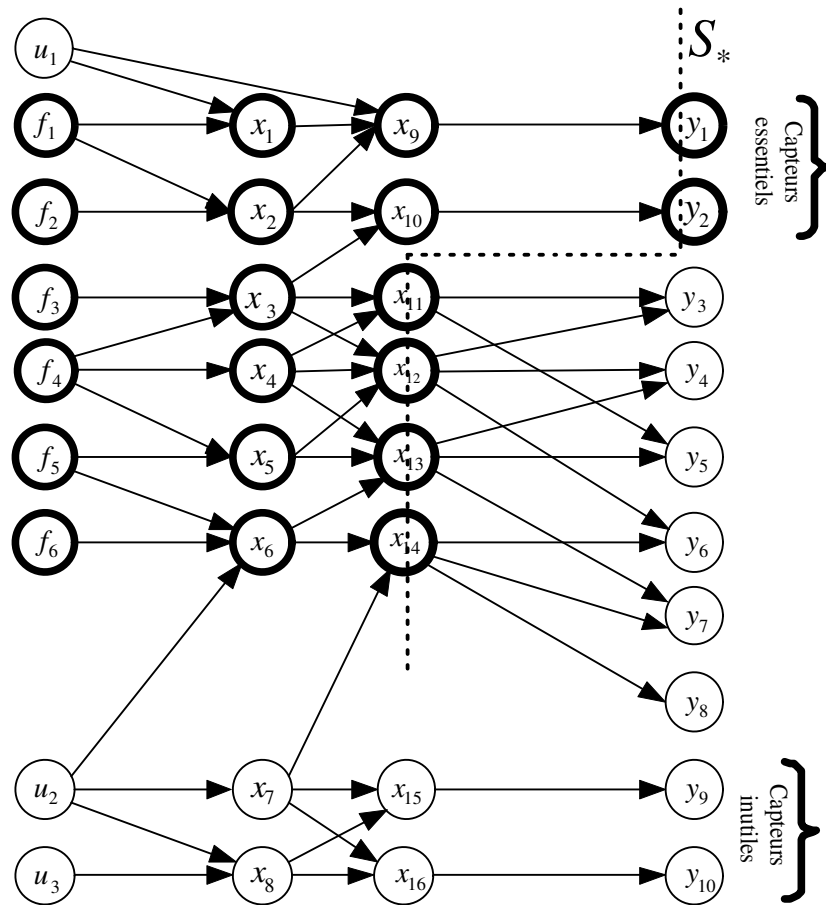 u1
S*
f1 x1 x9 y1
Capteurs
essentiels
f2 x2 x10 y2
f3 x3 x11 y3
f4 x4 x12 y4
f5 x5 x13 y5
f6 x6 x14 y6
y7
y8
u2 x7 x15 y9
Capteurs
inutiles
u3 x8 x16 y10